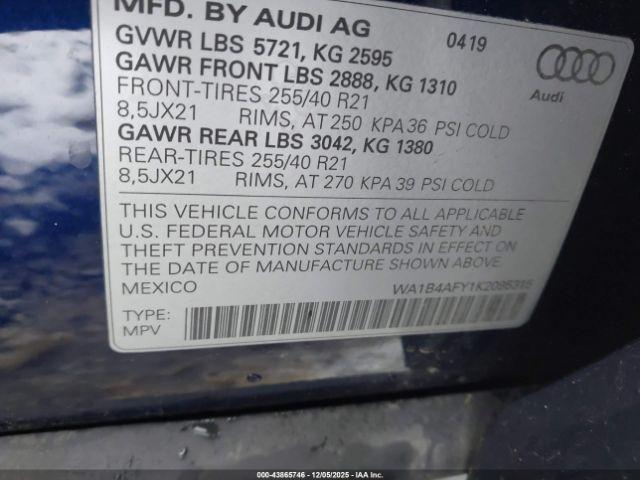 MFD. BY AUDI AG 0419
GVWR LBS 5721, KG 2595
GAWR FRONT LBS 2888, KG 1310
FRONT-TIRES 255/40 R21
8,5JX21 RIMS, AT 250 KPA 36 PSI COLD
GAWR REAR LBS 3042, KG 1380
REAR-TIRES 255/40 R21
8,5JX21 RIMS, AT 270 KPA 39 PSI COLD
Audi
THIS VEHICLE CONFORMS TO ALL APPLICABLE
U.S. FEDERAL MOTOR VEHICLE SAFETY AND
THEFT PREVENTION STANDARDS IN EFFECT ON
THE DATE OF MANUFACTURE SHOWN ABOVE.
MEXICO WA1B4AFY1K2095315
TYPE:
MPV
000-43865746 - 12/05/2025 - IAA Inc.